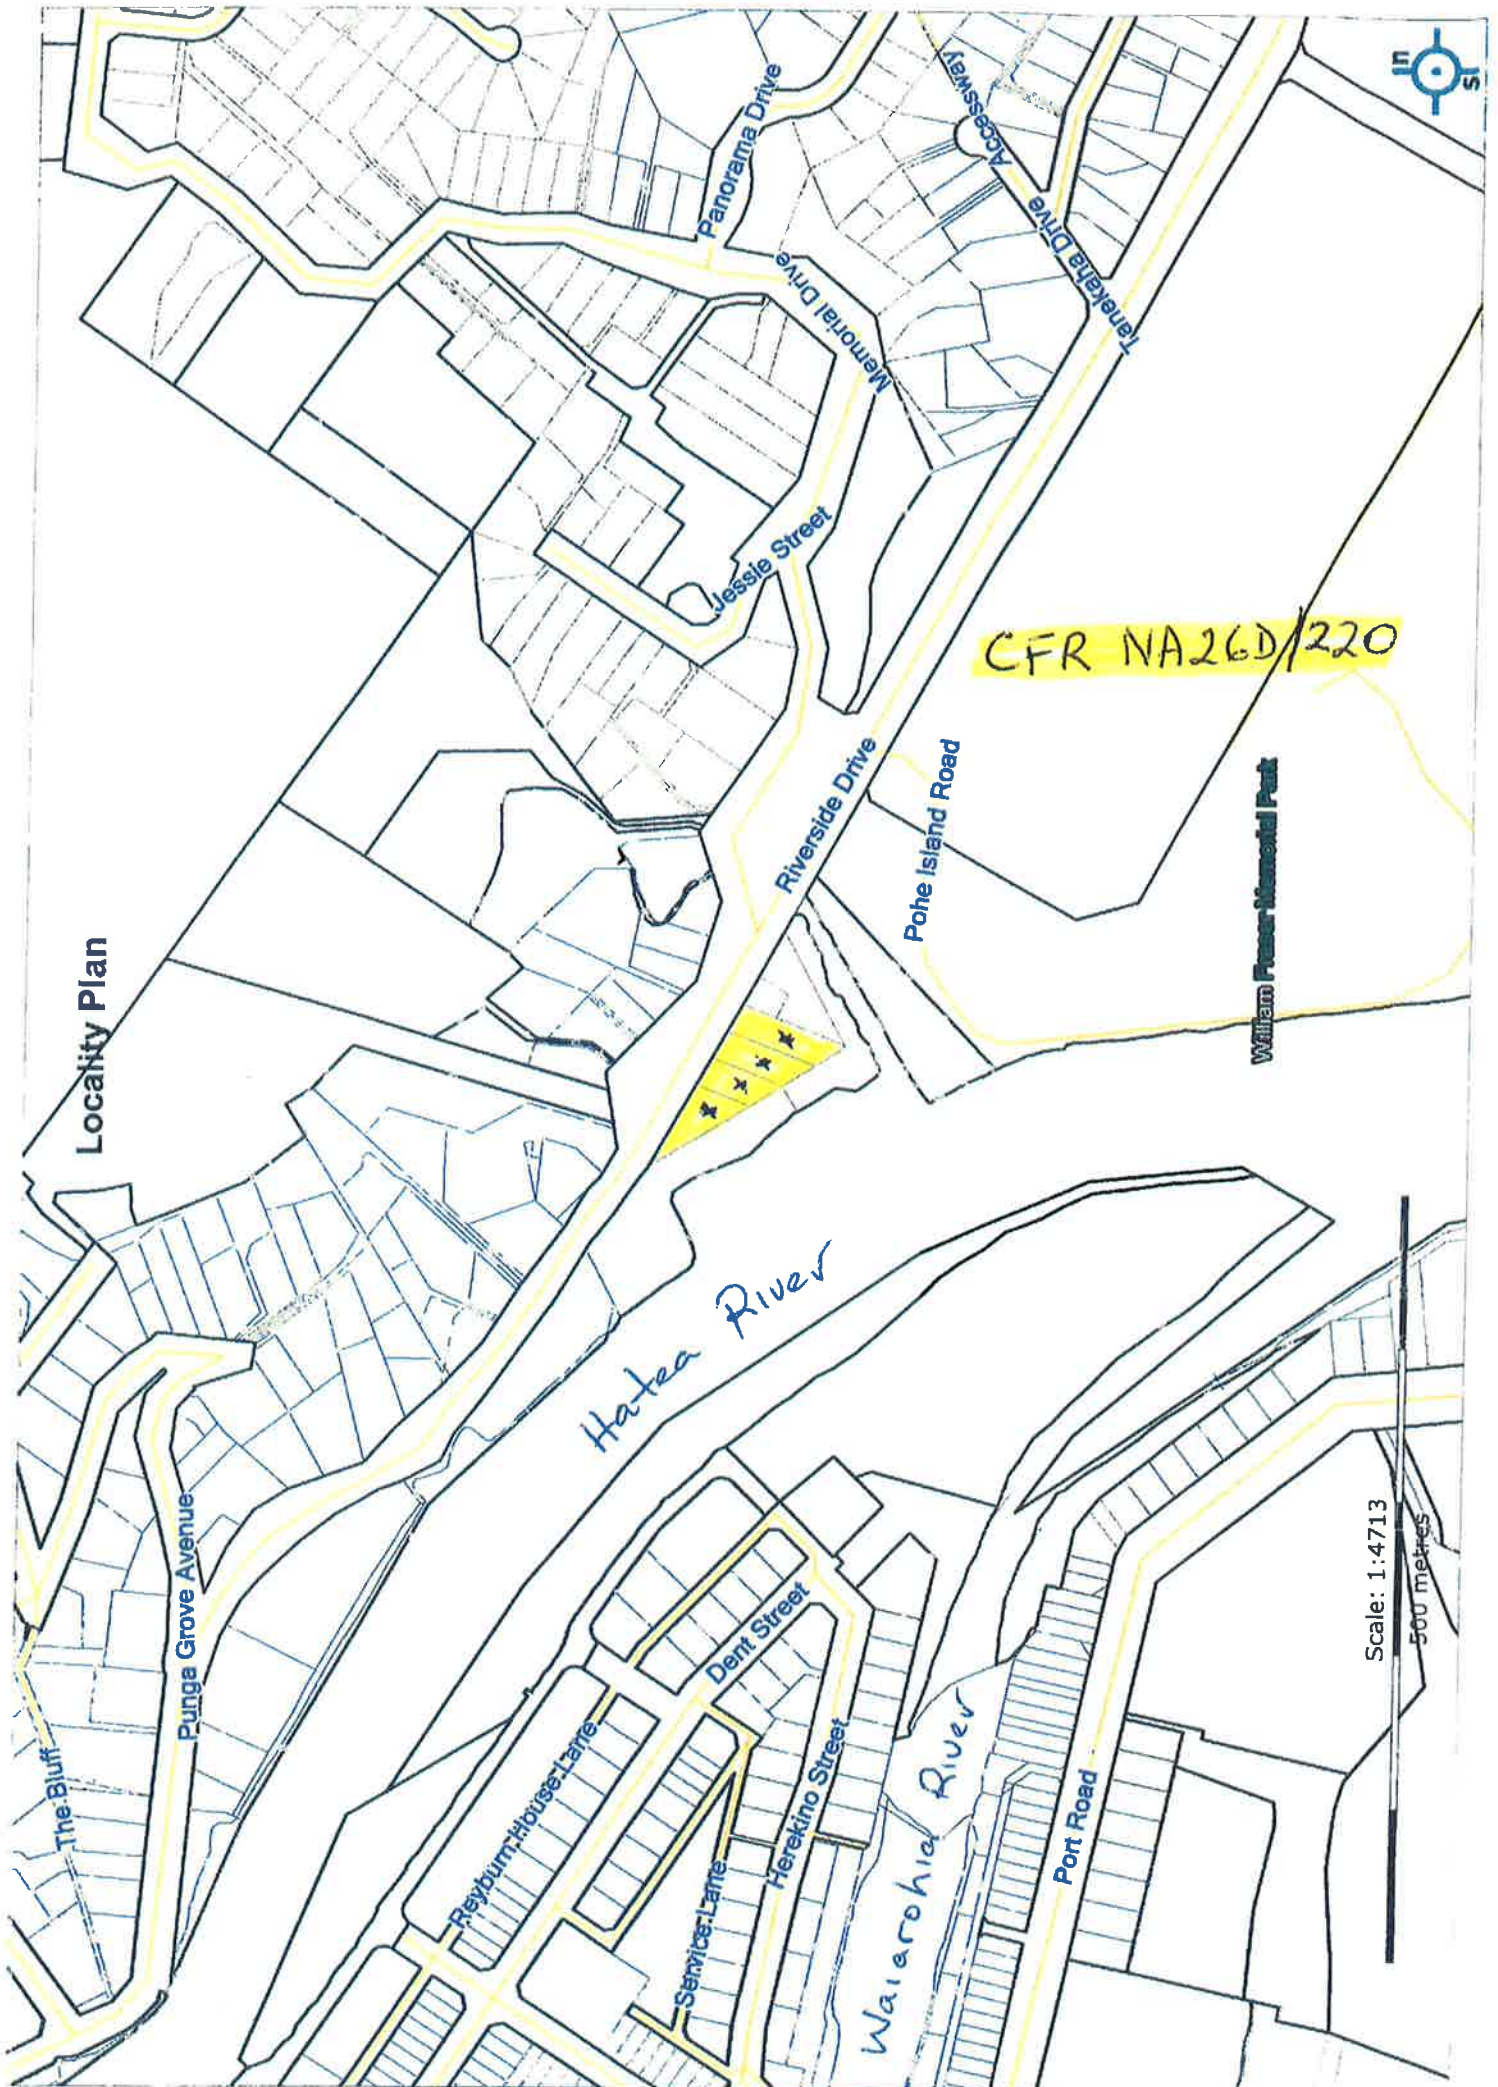 Locality Plan
The Bluff
Punga Grove Avenue
Panorama Drive
Memorial Drive
Accessway
Tanekaha Drive
Jessie Street
Riverside Drive
Pohe Island Road
CFR NA26D/220
William Fraser Memorial Park
Hatea River
Reyburn House Lane
Dent Street
Service Lane
Herekino Street
Waiarohia River
Port Road
Scale: 1:4713
500 metres